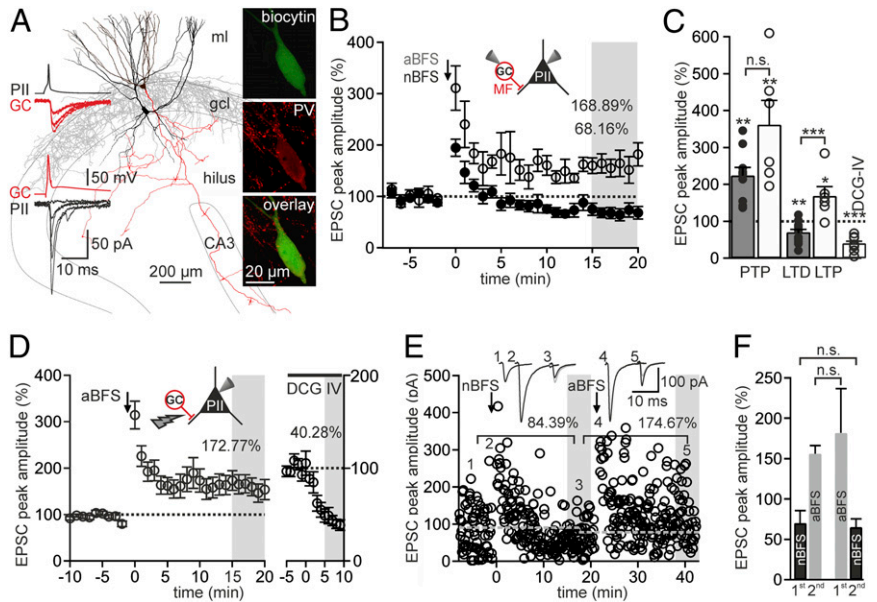 A
PII
GC
GC
PII
50 mV
50 pA
10 ms
200 µm
ml
gcl
hilus
CA3
biocytin
PV
overlay
20 µm
B
EPSC peak amplitude (%)
400
300
200
100
0
aBFS
nBFS
GC
MF
PII
168.89%
68.16%
-5 0 5 10 15 20
time (min)
C
EPSC peak amplitude (%)
600
500
400
300
200
100
0
n.s.
**
**
***
**
*
***
DCG-IV
PTP LTD LTP
D
EPSC peak amplitude (%)
400
300
200
100
0
aBFS
GC
PII
172.77%
-10 -5 0 5 10 15 20
DCG IV
40.28%
200
100
0
-5 0 5 10
time (min)
E
EPSC peak amplitude (pA)
500
400
300
200
100
0
1 2 3 4 5
nBFS
aBFS
100 pA
10 ms
84.39%
174.67%
1 2 3 4 5
0 10 20 30 40
time (min)
F
EPSC peak amplitude (%)
250
200
150
100
50
0
n.s.
n.s.
nBFS
aBFS
aBFS
nBFS
1st 2nd 1st 2nd